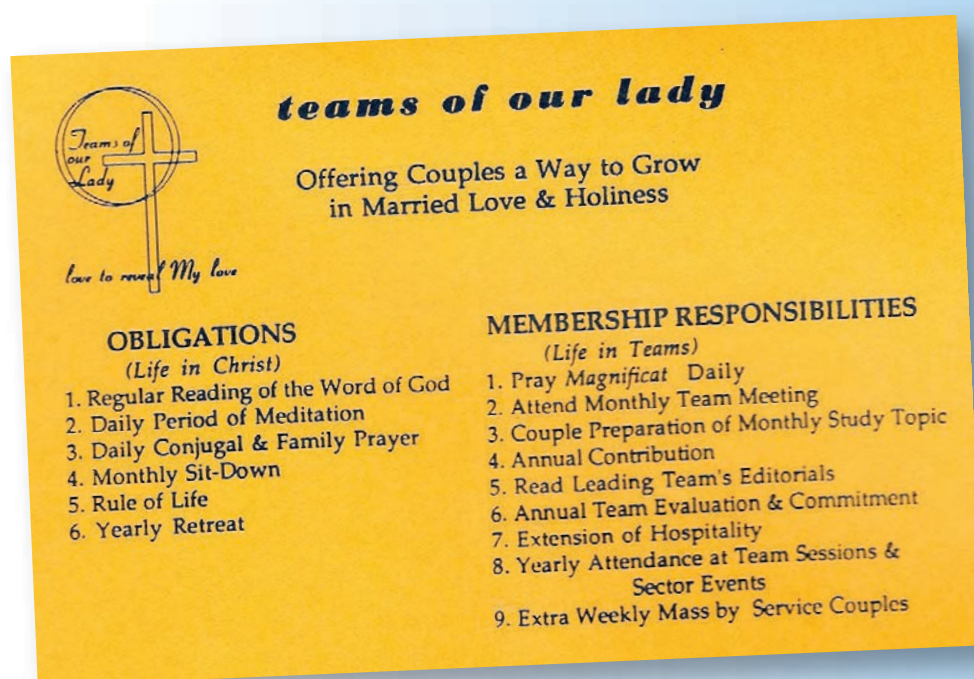 teams of our lady
Teams of
our
Lady
love to reveal My love
Offering Couples a Way to Grow
in Married Love & Holiness
OBLIGATIONS
(Life in Christ)
1. Regular Reading of the Word of God
2. Daily Period of Meditation
3. Daily Conjugal & Family Prayer
4. Monthly Sit-Down
5. Rule of Life
6. Yearly Retreat
MEMBERSHIP RESPONSIBILITIES
(Life in Teams)
1. Pray Magnificat Daily
2. Attend Monthly Team Meeting
3. Couple Preparation of Monthly Study Topic
4. Annual Contribution
5. Read Leading Team's Editorials
6. Annual Team Evaluation & Commitment
7. Extension of Hospitality
8. Yearly Attendance at Team Sessions &
Sector Events
9. Extra Weekly Mass by Service Couples